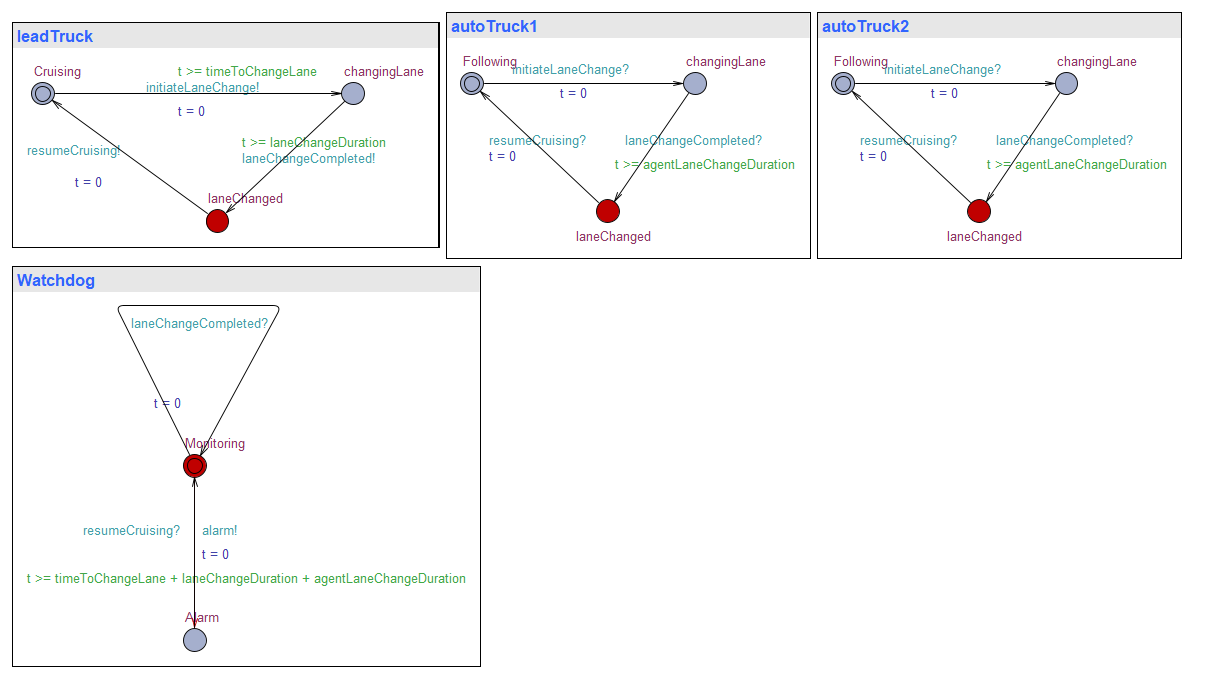 leadTruck
Cruising
t >= timeToChangeLane
initiateLaneChange!
t = 0
changingLane
resumeCruising!
t = 0
t >= laneChangeDuration
laneChangeCompleted!
laneChanged
autoTruck1
Following
initiateLaneChange?
t = 0
changingLane
resumeCruising?
t = 0
laneChangeCompleted?
t >= agentLaneChangeDuration
laneChanged
autoTruck2
Following
initiateLaneChange?
t = 0
changingLane
resumeCruising?
t = 0
laneChangeCompleted?
t >= agentLaneChangeDuration
laneChanged
Watchdog
laneChangeCompleted?
t = 0
Monitoring
resumeCruising?
alarm!
t = 0
t >= timeToChangeLane + laneChangeDuration + agentLaneChangeDuration
Alarm